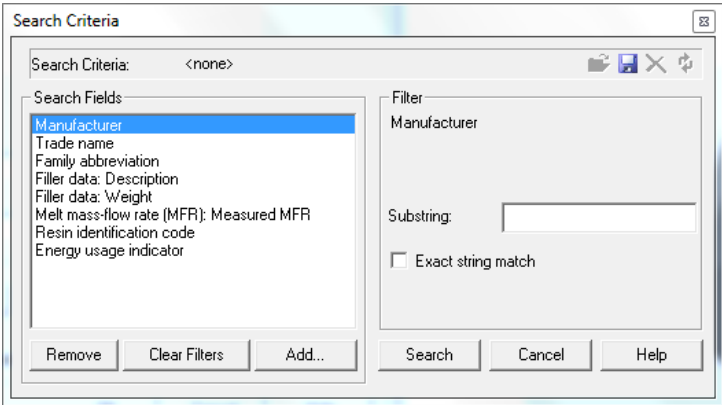 Search Criteria
Search Criteria: <none>
Search Fields
Manufacturer
Trade name
Family abbreviation
Filler data: Description
Filler data: Weight
Melt mass-flow rate (MFR): Measured MFR
Resin identification code
Energy usage indicator
Remove Clear Filters Add...
Filter
Manufacturer
Substring:
Exact string match
Search Cancel Help